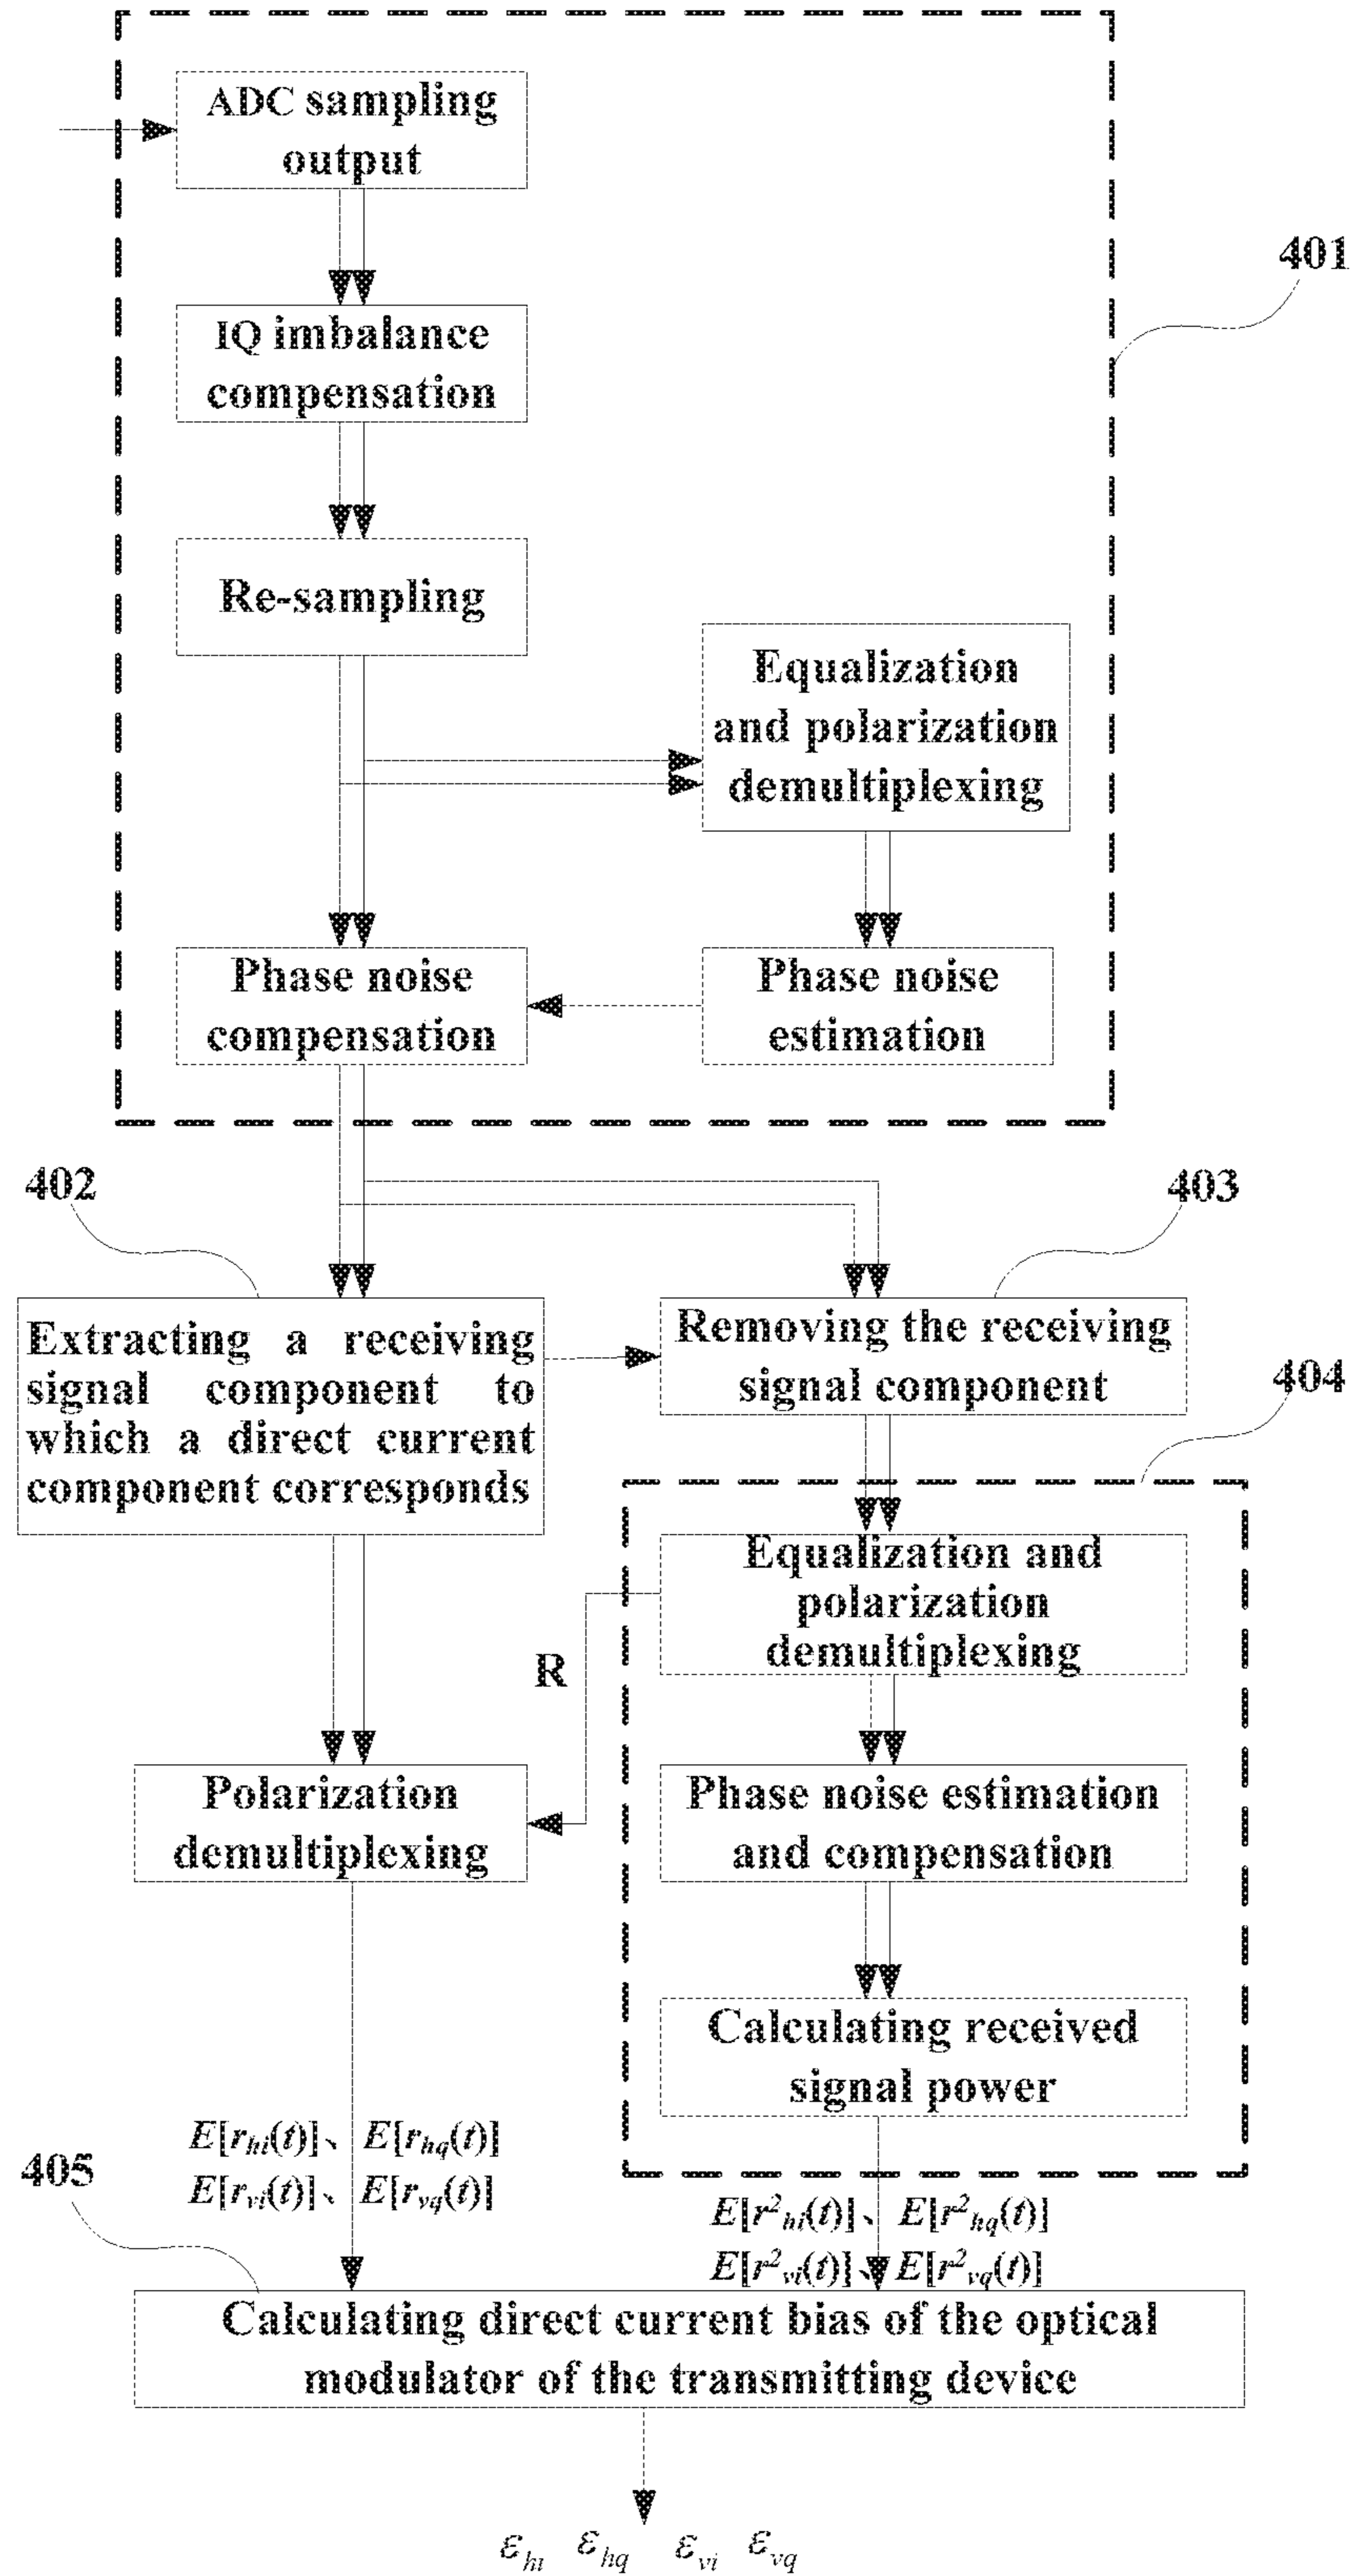 ADC sampling
output
401
IQ imbalance
compensation
Re-sampling
Equalization
and polarization
demultiplexing
Phase noise
compensation
Phase noise
estimation
402
403
Extracting a receiving
signal component to
which a direct current
component corresponds
Removing the receiving
signal component
404
Equalization and
polarization
demultiplexing
R
Polarization
demultiplexing
Phase noise estimation
and compensation
Calculating received
signal power
E[r_hi(t)]、 E[r_hq(t)]
E[r_vi(t)]、 E[r_vq(t)]
405
E[r²_hi(t)]、 E[r²_hq(t)]
E[r²_vi(t)]、 E[r²_vq(t)]
Calculating direct current bias of the optical
modulator of the transmitting device
ε_hi ε_hq ε_vi ε_vq